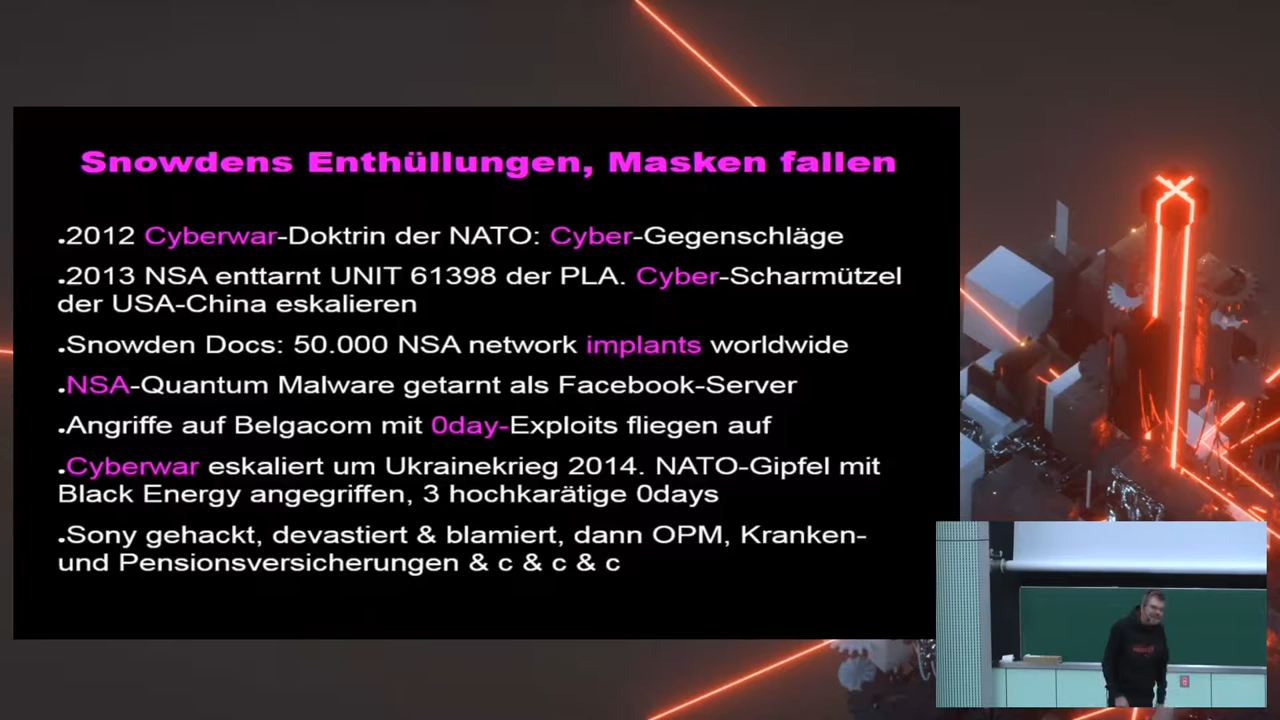 Snowdens Enthüllungen, Masken fallen
.2012 Cyberwar-Doktrin der NATO: Cyber-Gegenschläge
.2013 NSA enttarnt UNIT 61398 der PLA. Cyber-Scharmützel
der USA-China eskalieren
.Snowden Docs: 50.000 NSA network implants worldwide
.NSA-Quantum Malware getarnt als Facebook-Server
.Angriffe auf Belgacom mit 0day-Exploits fliegen auf
.Cyberwar eskaliert um Ukrainekrieg 2014. NATO-Gipfel mit
Black Energy angegriffen, 3 hochkarätige 0days
.Sony gehackt, devastiert & blamiert, dann OPM, Kranken-
und Pensionsversicherungen & c & c & c